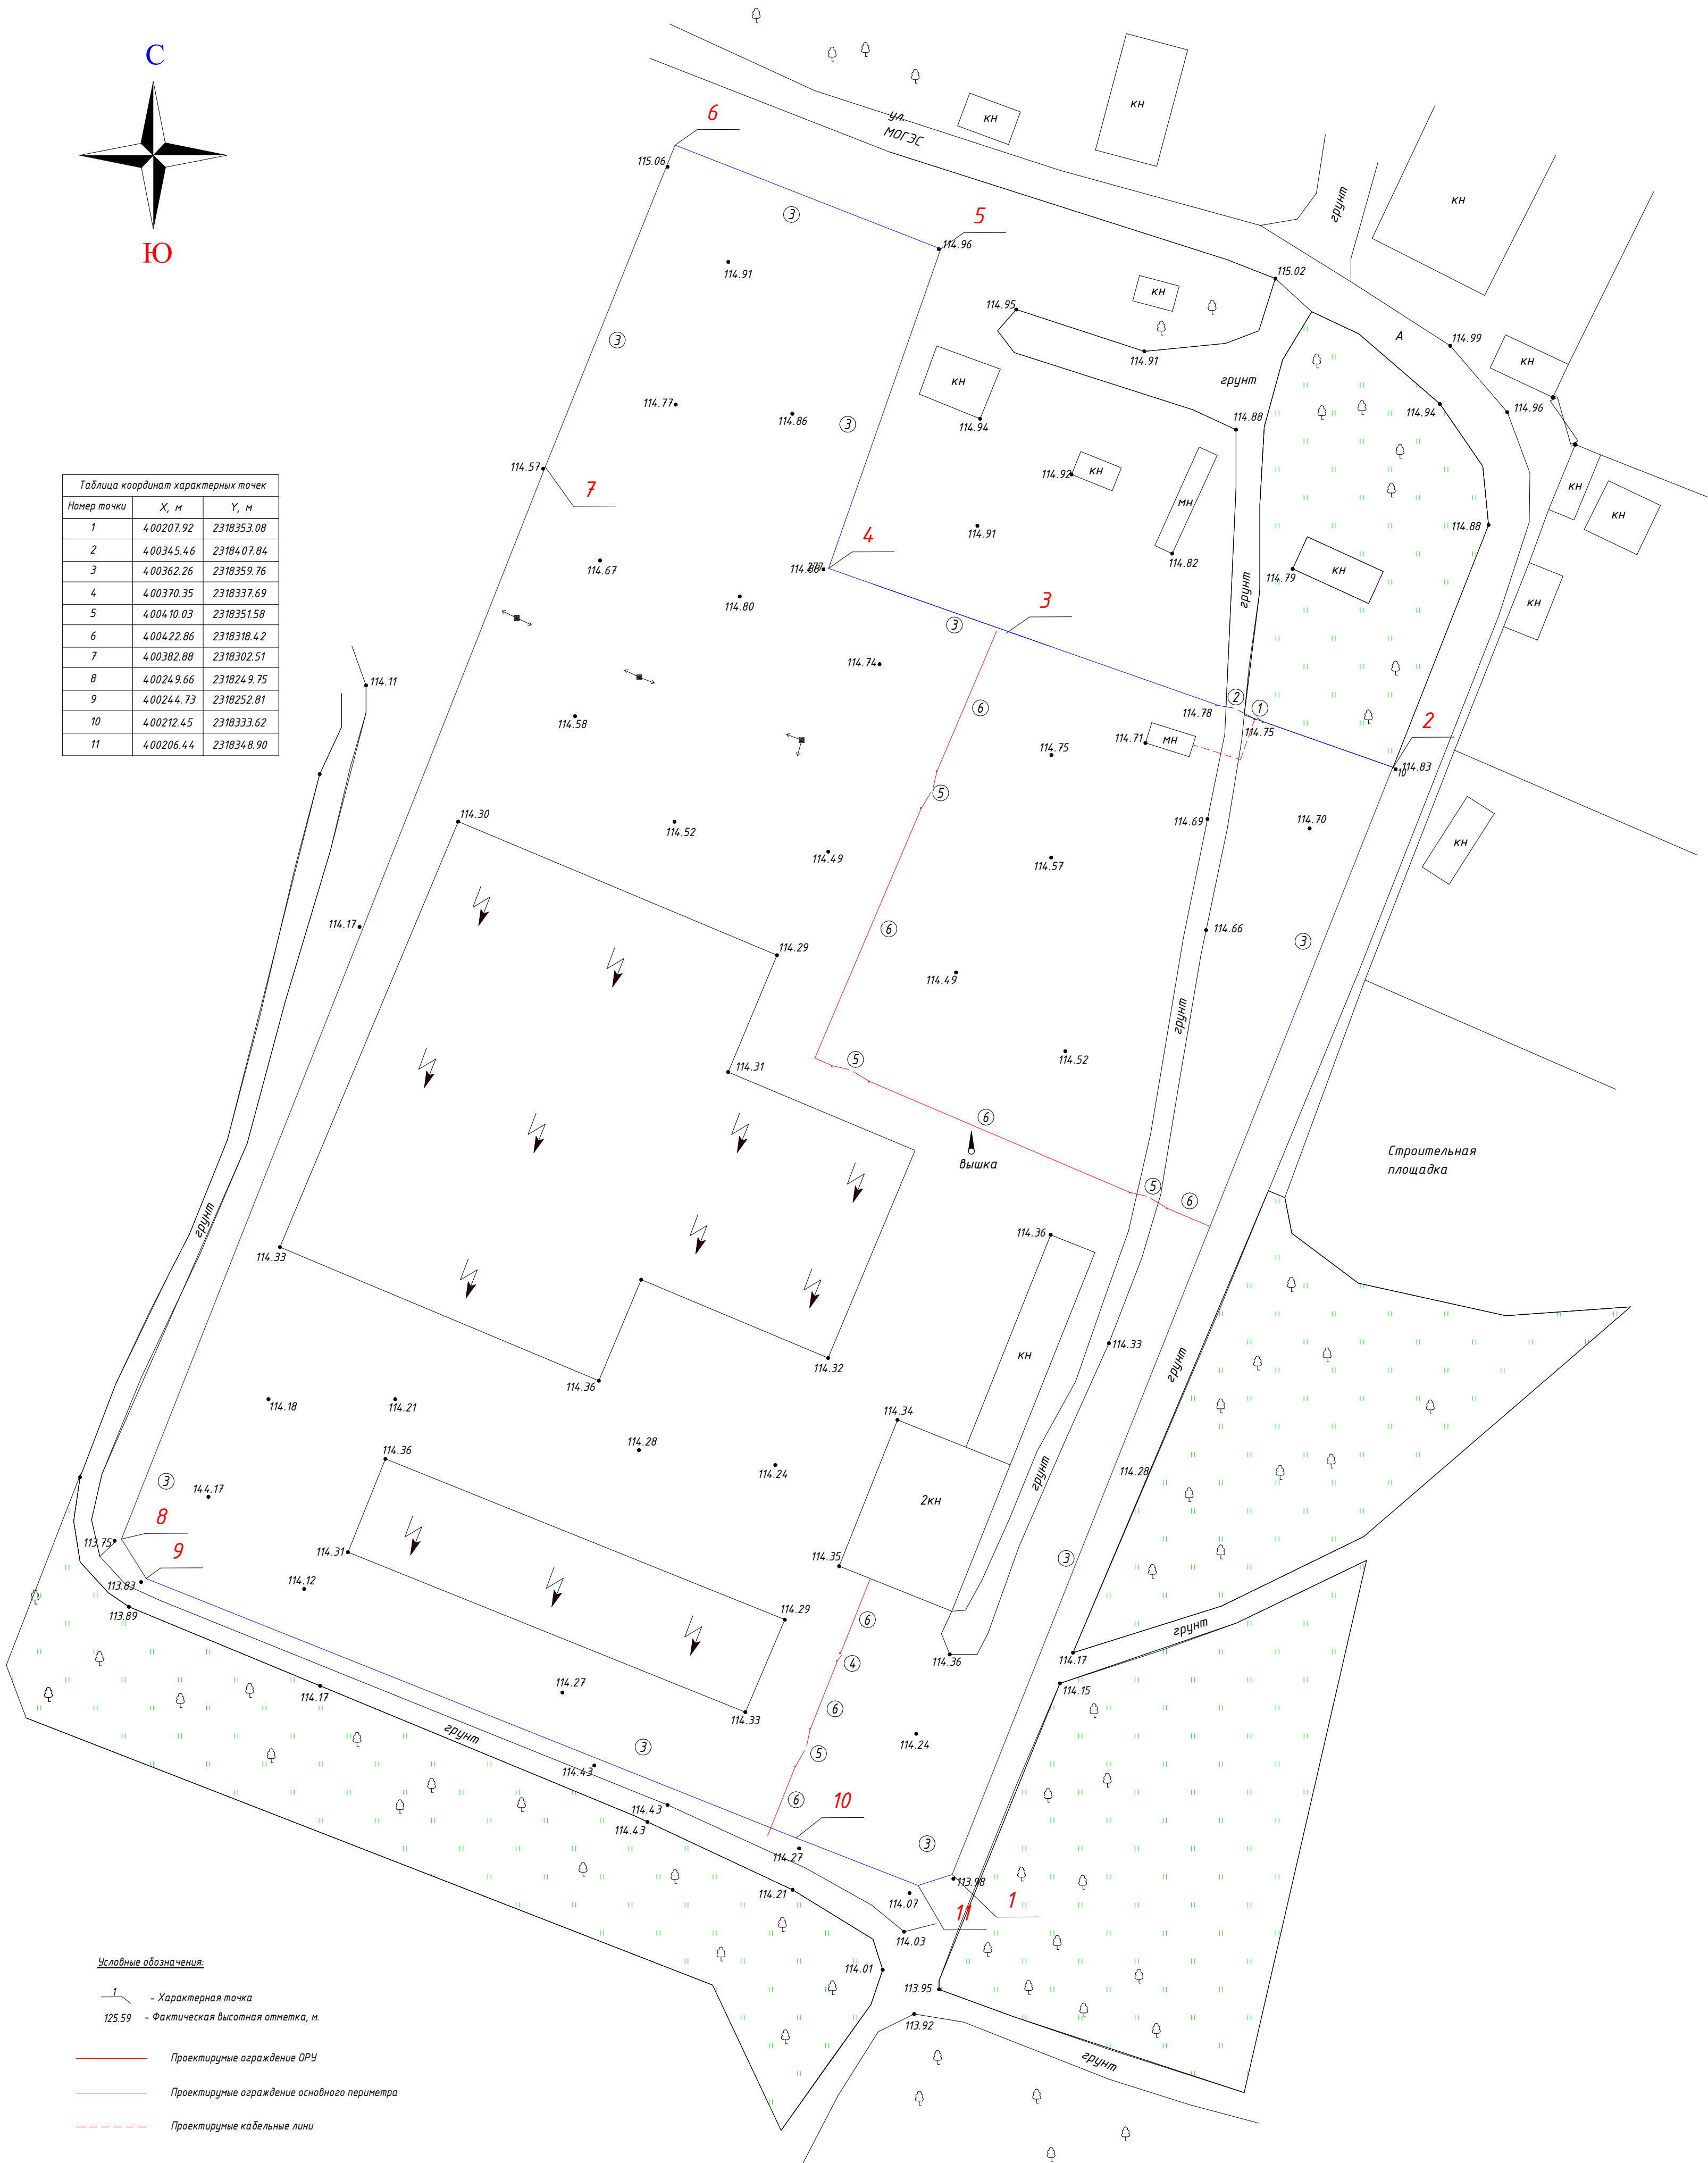 С
Ю
6
115.06
3
5
114.96
114.91
3
ул.
МОГЭС
кн
кн
грунт
кн
115.02
кн
114.95
114.91
А
114.99
кн
114.96
кн
114.94
грунт
114.88
114.94
114.77
114.86
3
114.57
7
114.92
кн
мн
114.82
кн
кн
114.88
4
114.91
114.67
114.79
кн
грунт
кн
114.80
3
3
114.74
6
114.58
114.78
2
1
114.75
2
114.71
мн
114.75
114.83
10
5
114.52
114.49
114.57
114.69
114.70
кн
Таблица координат характерных точек
Номер точки X, м Y, м
1 400207.92 2318353.08
2 400345.46 2318407.84
3 400362.26 2318359.76
4 400370.35 2318337.69
5 400410.03 2318351.58
6 400422.86 2318318.42
7 400382.88 2318302.51
8 400249.66 2318249.75
9 400244.73 2318252.81
10 400212.45 2318333.62
11 400206.44 2318348.90
114.11
114.30
114.17
114.29
6
114.49
114.66
3
грунт
114.31
5
114.52
6
вышка
5
6
Строительная
площадка
грунт
114.33
114.36
114.36
114.32
кн
114.33
грунт
114.18
114.21
114.36
114.28
114.24
114.34
2кн
114.35
грунт
114.28
3
144.17
3
8
113.75
9
113.83
113.89
114.12
114.31
114.29
6
4
6
5
6
114.36
114.17
грунт
114.15
3
114.27
114.33
114.24
114.17
грунт
3
114.43
114.43
114.43
10
114.27
3
114.21
114.07
113.98
11
1
114.03
114.01
113.95
113.92
грунт
Условные обозначения:
1 - Характерная точка
125.59 - Фактическая высотная отметка, м.
Проектирумые ограждение ОРУ
Проектирумые ограждение основного периметра
Проектирумые кабельные лини